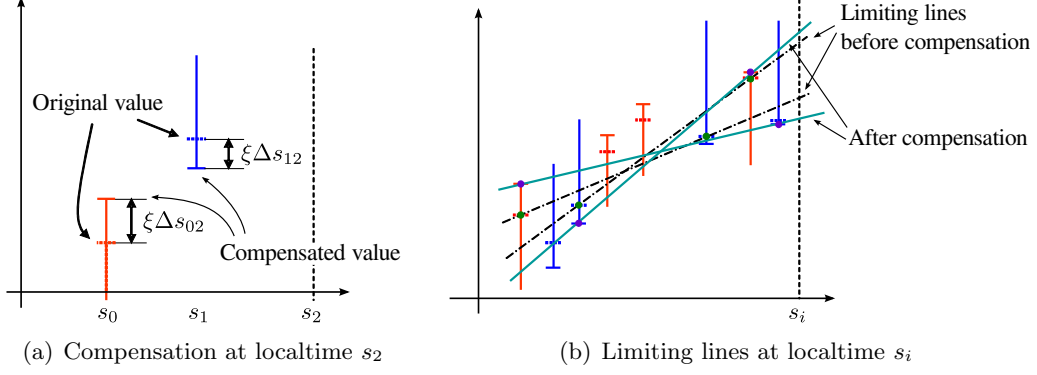 Original value
ξΔs₁₂
ξΔs₀₂
Compensated value
s₀
s₁
s₂
(a) Compensation at localtime s₂
Limiting lines
before compensation
After compensation
sᵢ
(b) Limiting lines at localtime sᵢ